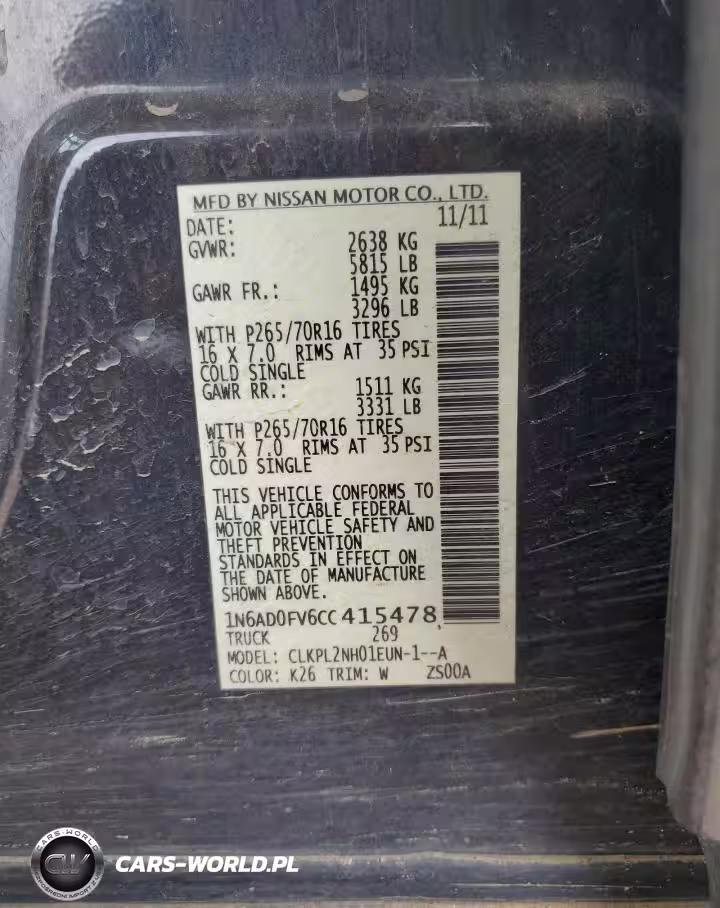 MFD BY NISSAN MOTOR CO., LTD.
DATE: 11/11
GVWR: 2638 KG
5815 LB
GAWR FR.: 1495 KG
3296 LB
WITH P265/70R16 TIRES
16 X 7.0 RIMS AT 35 PSI
COLD SINGLE
GAWR RR.: 1511 KG
3331 LB
WITH P265/70R16 TIRES
16 X 7.0 RIMS AT 35 PSI
COLD SINGLE
THIS VEHICLE CONFORMS TO
ALL APPLICABLE FEDERAL
MOTOR VEHICLE SAFETY AND
THEFT PREVENTION
STANDARDS IN EFFECT ON
THE DATE OF MANUFACTURE
SHOWN ABOVE.
1N6AD0FV6CC415478
TRUCK 269
MODEL: CLKPL2NH01EUN-1--A
COLOR: K26 TRIM: W ZS00A
CARS-WORLD
CW
CARS-WORLD.PL